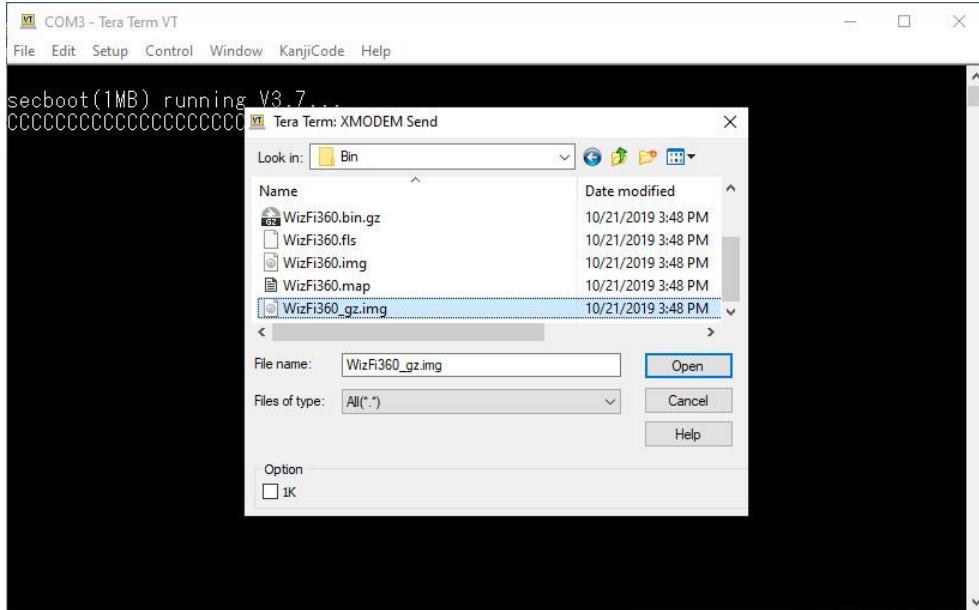 COM3 - Tera Term VT
File Edit Setup Control Window KanjiCode Help
secboot(1MB) running V3.7...
CCCCCCCCCCCCCCCCCCCC
Tera Term: XMODEM Send
Look in: Bin
Name Date modified
WizFi360.bin.gz 10/21/2019 3:48 PM
WizFi360.fls 10/21/2019 3:48 PM
WizFi360.img 10/21/2019 3:48 PM
WizFi360.map 10/21/2019 3:48 PM
WizFi360_gz.img 10/21/2019 3:48 PM
File name: WizFi360_gz.img Open
Files of type: All(*.*) Cancel
Help
Option
1K